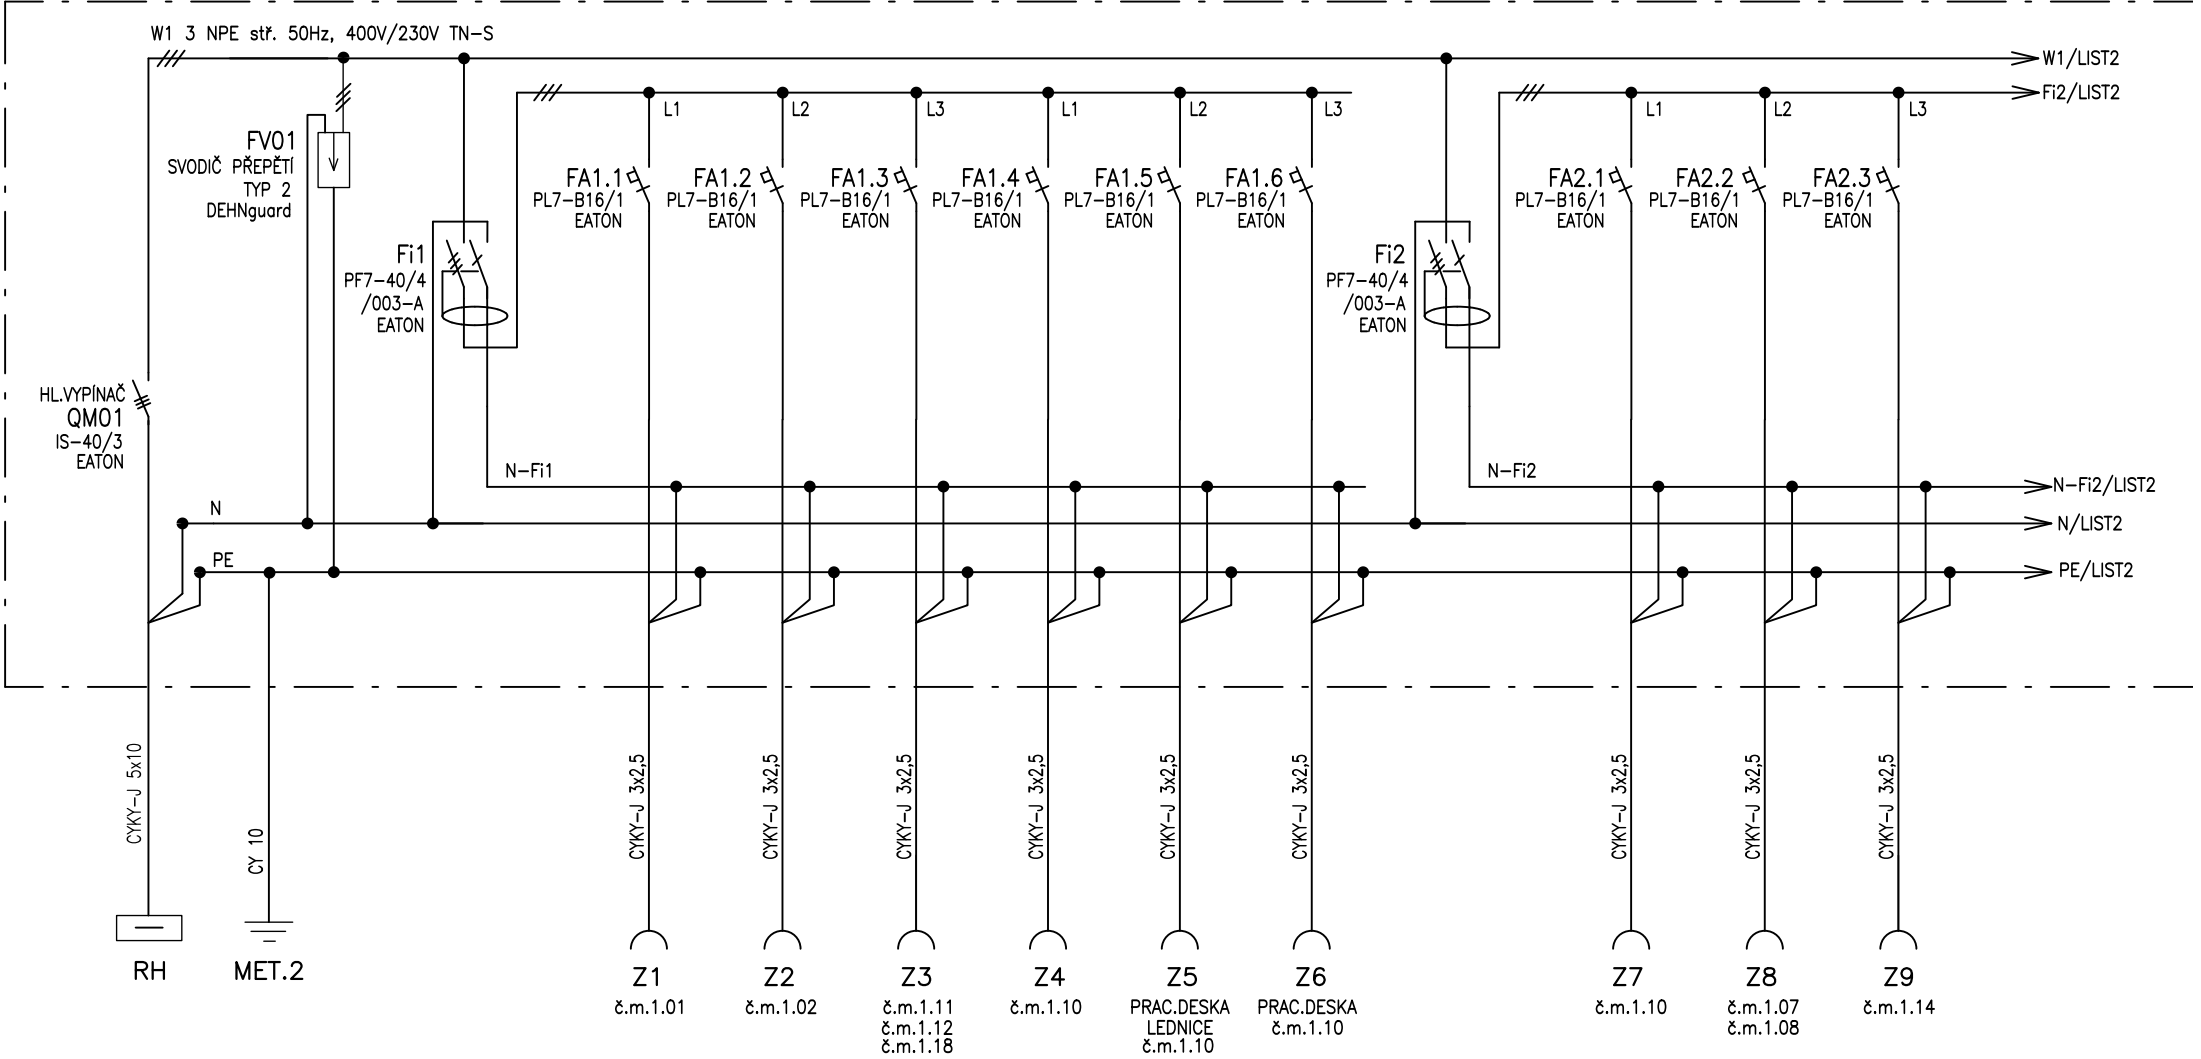 W1 3 NPE stř. 50Hz, 400V/230V TN-S
W1/LIST2
Fi2/LIST2
L1
L2
L3
L1
L2
L3
L1
L2
L3
FV01
SVODIČ PŘEPĚTÍ
TYP 2
DEHNguard
FA1.1
PL7-B16/1
EATON
FA1.2
PL7-B16/1
EATON
FA1.3
PL7-B16/1
EATON
FA1.4
PL7-B16/1
EATON
FA1.5
PL7-B16/1
EATON
FA1.6
PL7-B16/1
EATON
FA2.1
PL7-B16/1
EATON
FA2.2
PL7-B16/1
EATON
FA2.3
PL7-B16/1
EATON
Fi1
PF7-40/4
/003-A
EATON
Fi2
PF7-40/4
/003-A
EATON
HL.VYPÍNAČ
QM01
IS-40/3
EATON
N-Fi1
N-Fi2
N-Fi2/LIST2
N
N/LIST2
PE
PE/LIST2
CYKY-J 5x10
CY 10
CYKY-J 3x2,5
CYKY-J 3x2,5
CYKY-J 3x2,5
CYKY-J 3x2,5
CYKY-J 3x2,5
CYKY-J 3x2,5
CYKY-J 3x2,5
CYKY-J 3x2,5
CYKY-J 3x2,5
RH
MET.2
Z1
č.m.1.01
Z2
č.m.1.02
Z3
č.m.1.11
č.m.1.12
č.m.1.18
Z4
č.m.1.10
Z5
PRAC.DESKA
LEDNICE
č.m.1.10
Z6
PRAC.DESKA
č.m.1.10
Z7
č.m.1.10
Z8
č.m.1.07
č.m.1.08
Z9
č.m.1.14